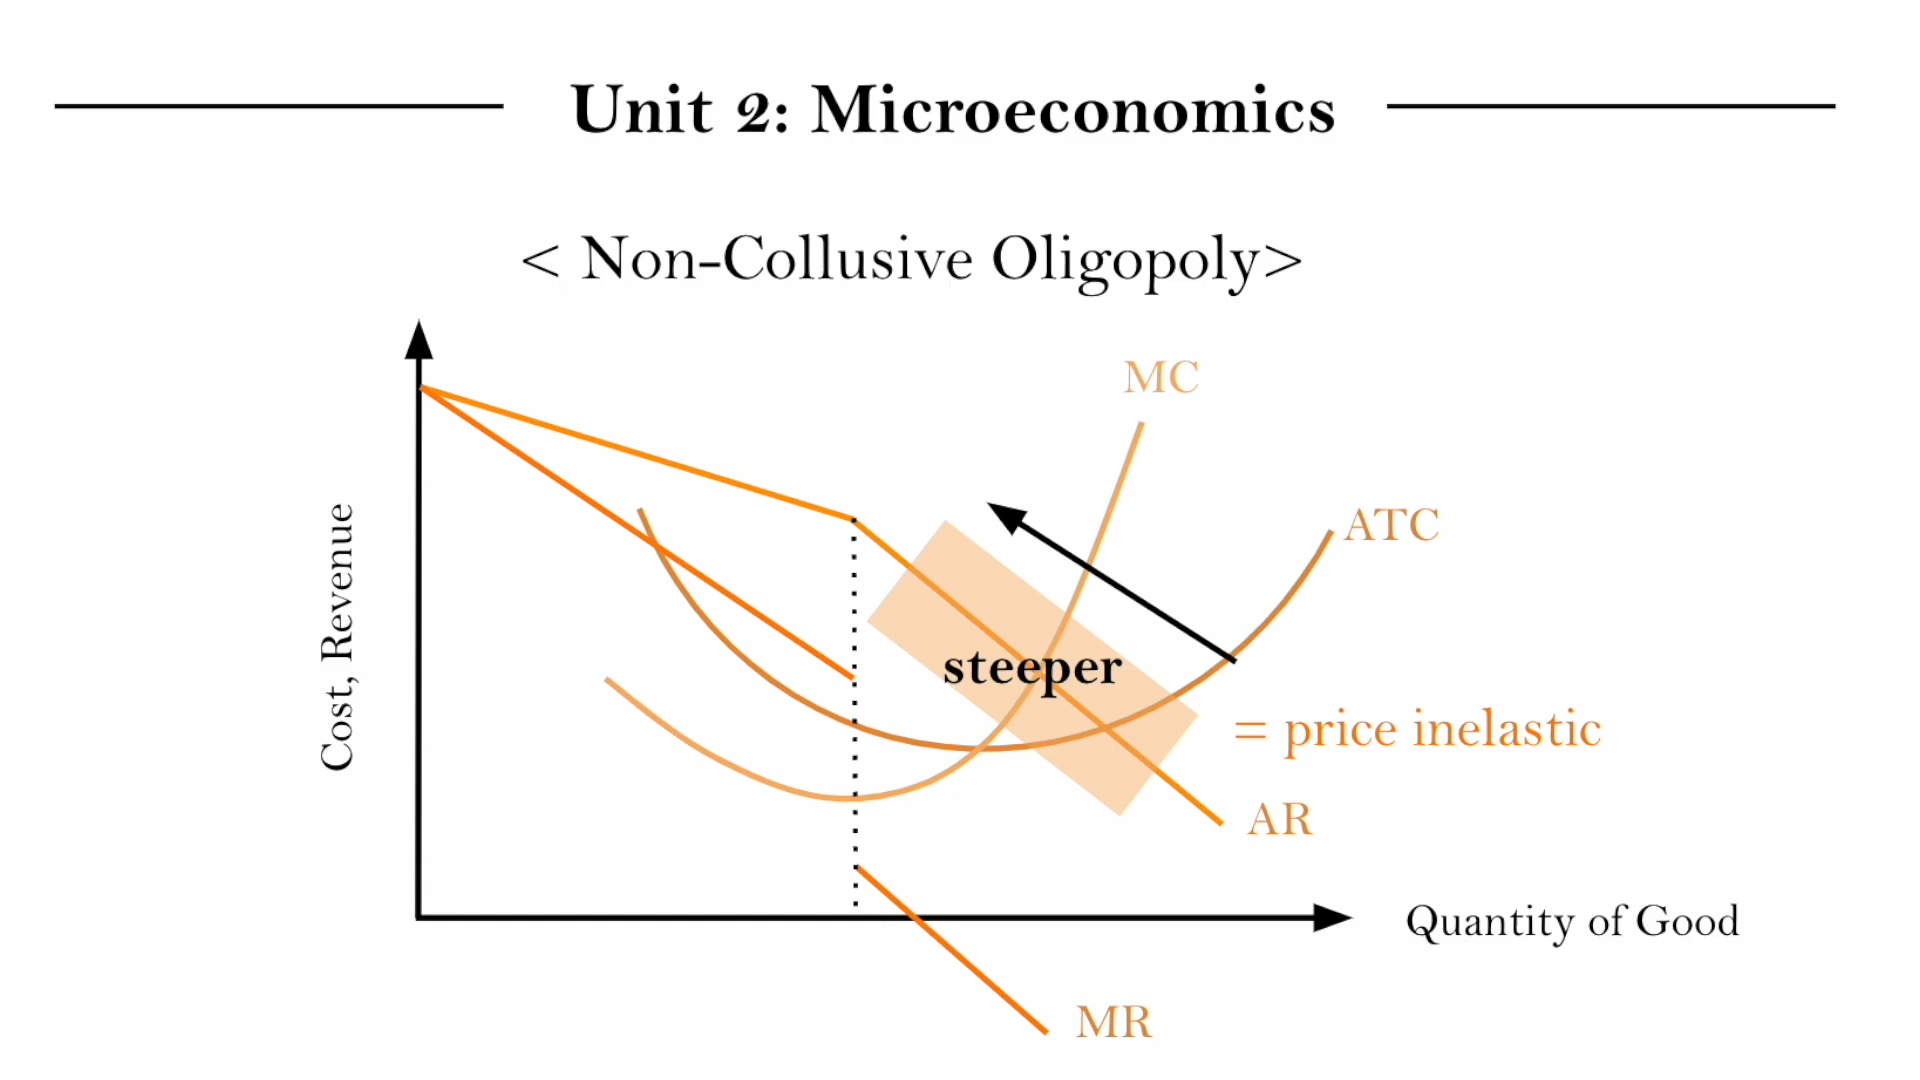 Unit 2: Microeconomics
< Non-Collusive Oligopoly>
MC
ATC
Cost, Revenue
steeper
= price inelastic
AR
Quantity of Good
MR